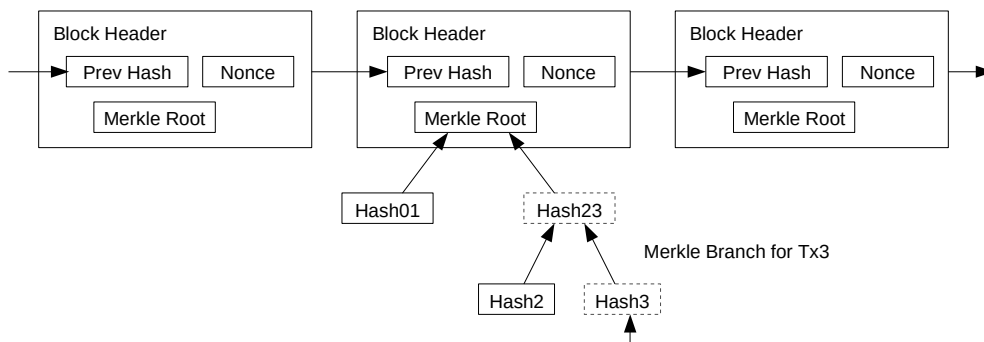 Block Header
Block Header
Block Header
Prev Hash
Nonce
Prev Hash
Nonce
Prev Hash
Nonce
Merkle Root
Merkle Root
Merkle Root
Hash01
Hash23
Merkle Branch for Tx3
Hash2
Hash3